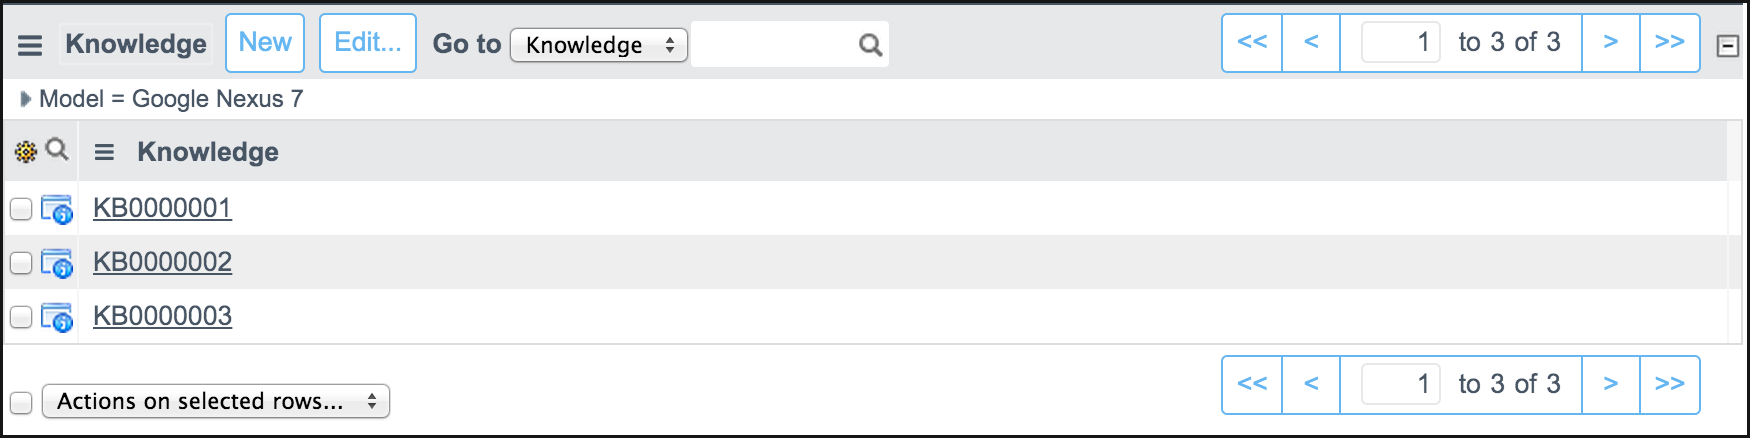 Knowledge New Edit... Go to Knowledge << < 1 to 3 of 3 > >>
Model = Google Nexus 7
Knowledge
KB0000001
KB0000002
KB0000003
Actions on selected rows... << < 1 to 3 of 3 > >>